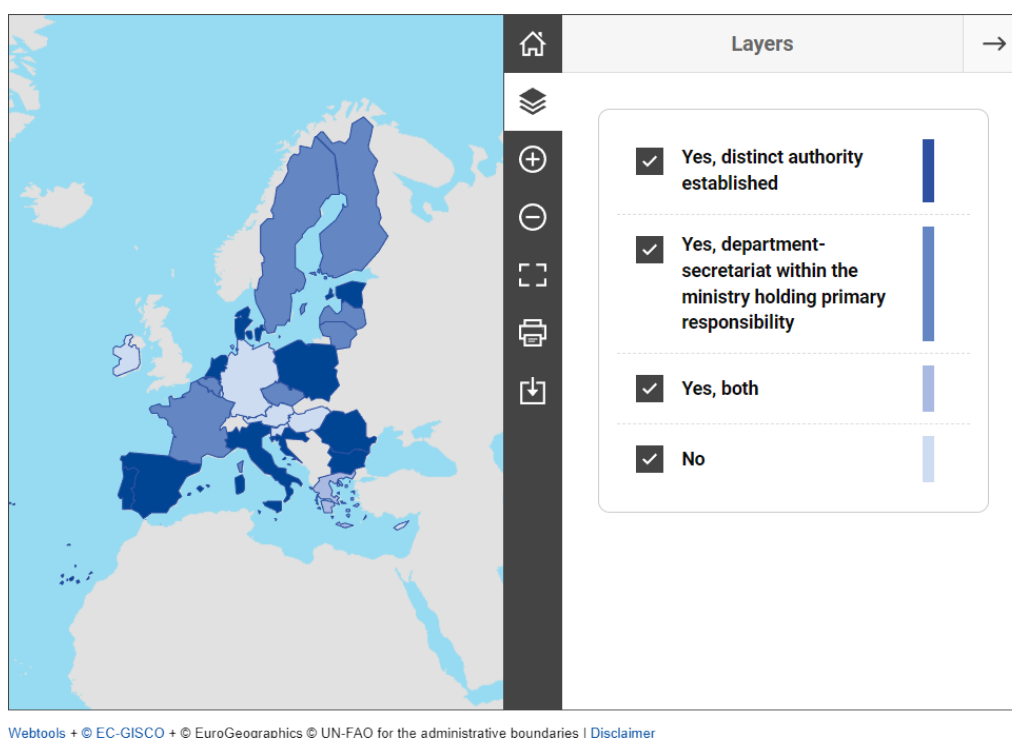 Layers
Yes, distinct authority
established
Yes, department-
secretariat within the
ministry holding primary
responsibility
Yes, both
No
Webtools + © EC-GISCO + © EuroGeographics © UN-FAO for the administrative boundaries | Disclaimer